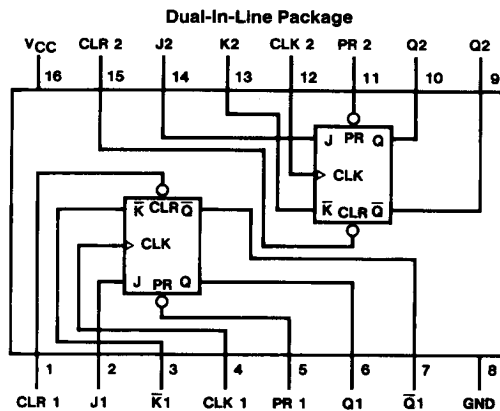 Dual-In-Line Package
VCC CLR 2 J2 K2 CLK 2 PR 2 Q2 Q2
16 15 14 13 12 11 10 9
J PR Q
CLK
K̅ CLR Q̅
K̅ CLR Q̅
CLK
J PR Q
1 2 3 4 5 6 7 8
CLR 1 J1 K̅1 CLK 1 PR 1 Q1 Q̅1 GND